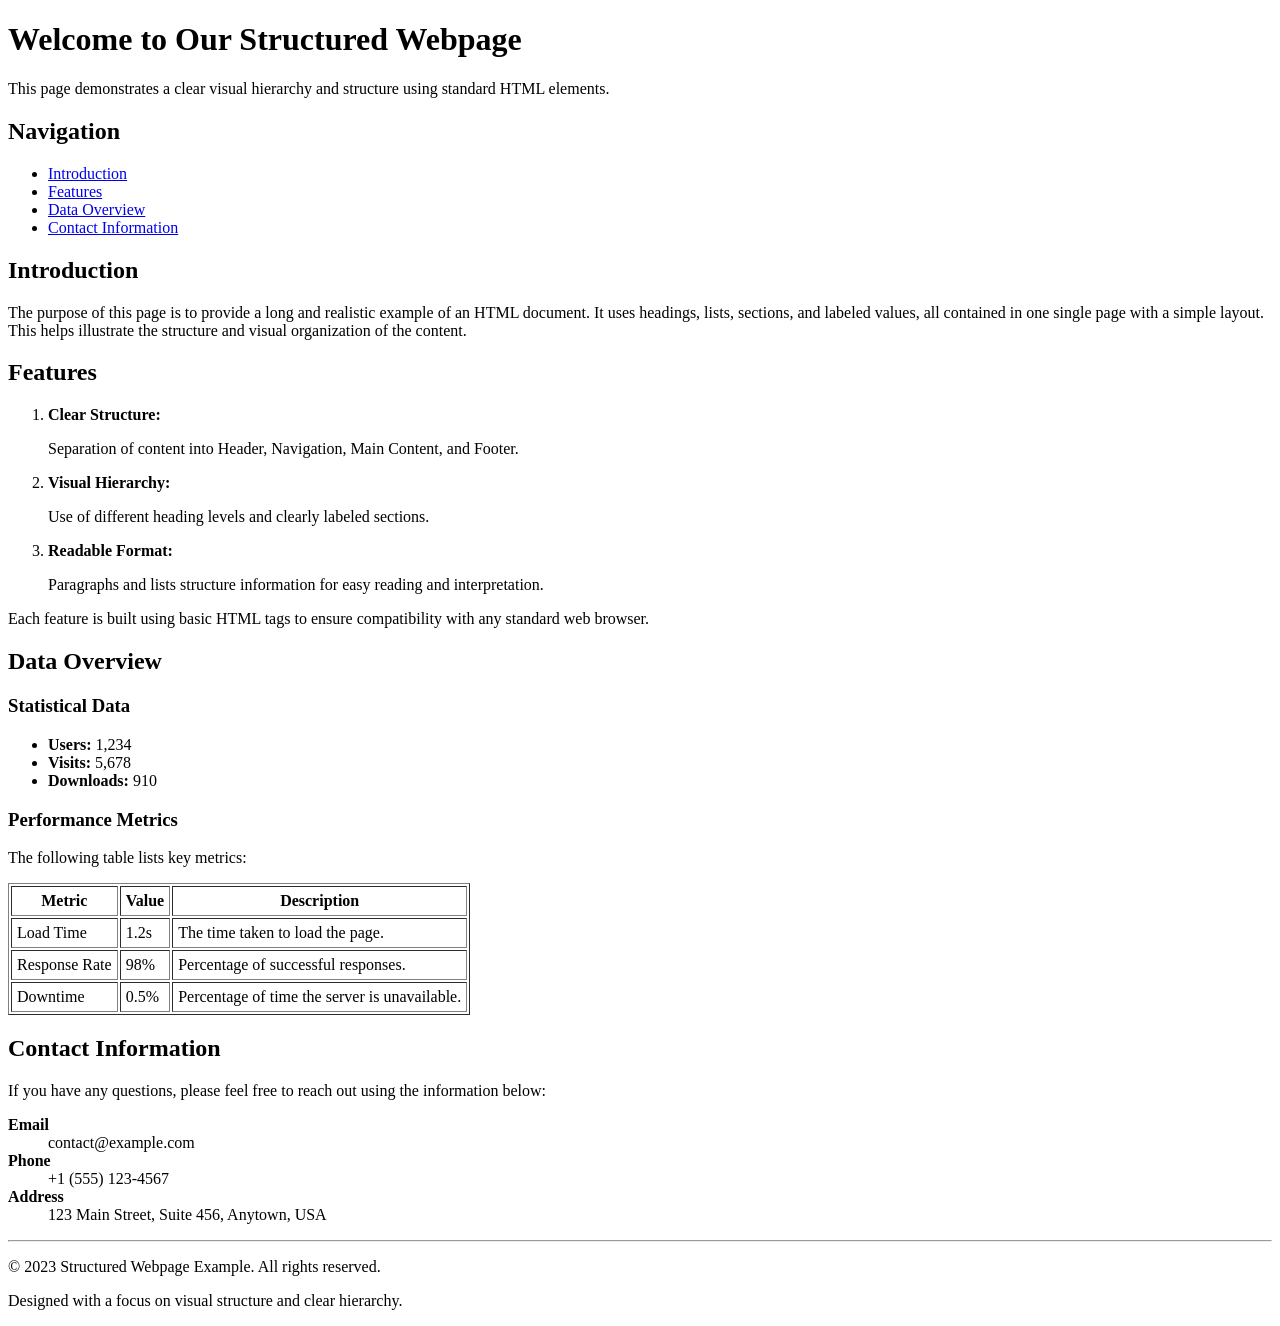 Welcome to Our Structured Webpage
This page demonstrates a clear visual hierarchy and structure using standard HTML elements.
Navigation
• Introduction
• Features
• Data Overview
• Contact Information
Introduction
The purpose of this page is to provide a long and realistic example of an HTML document. It uses headings, lists, sections, and labeled values, all contained in one single page with a simple layout.
This helps illustrate the structure and visual organization of the content.
Features
1. Clear Structure:
Separation of content into Header, Navigation, Main Content, and Footer.
2. Visual Hierarchy:
Use of different heading levels and clearly labeled sections.
3. Readable Format:
Paragraphs and lists structure information for easy reading and interpretation.
Each feature is built using basic HTML tags to ensure compatibility with any standard web browser.
Data Overview
Statistical Data
• Users: 1,234
• Visits: 5,678
• Downloads: 910
Performance Metrics
The following table lists key metrics:
Metric Value Description
Load Time 1.2s The time taken to load the page.
Response Rate 98% Percentage of successful responses.
Downtime 0.5% Percentage of time the server is unavailable.
Contact Information
If you have any questions, please feel free to reach out using the information below:
Email
contact@example.com
Phone
+1 (555) 123-4567
Address
123 Main Street, Suite 456, Anytown, USA
© 2023 Structured Webpage Example. All rights reserved.
Designed with a focus on visual structure and clear hierarchy.